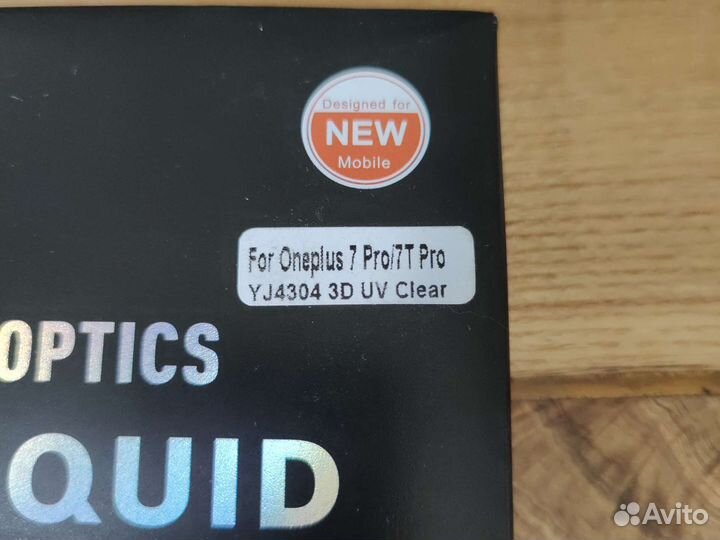 Designed for
NEW
Mobile
For Oneplus 7 Pro/7T Pro
YJ4304 3D UV Clear
OPTICS
QUID
Avito